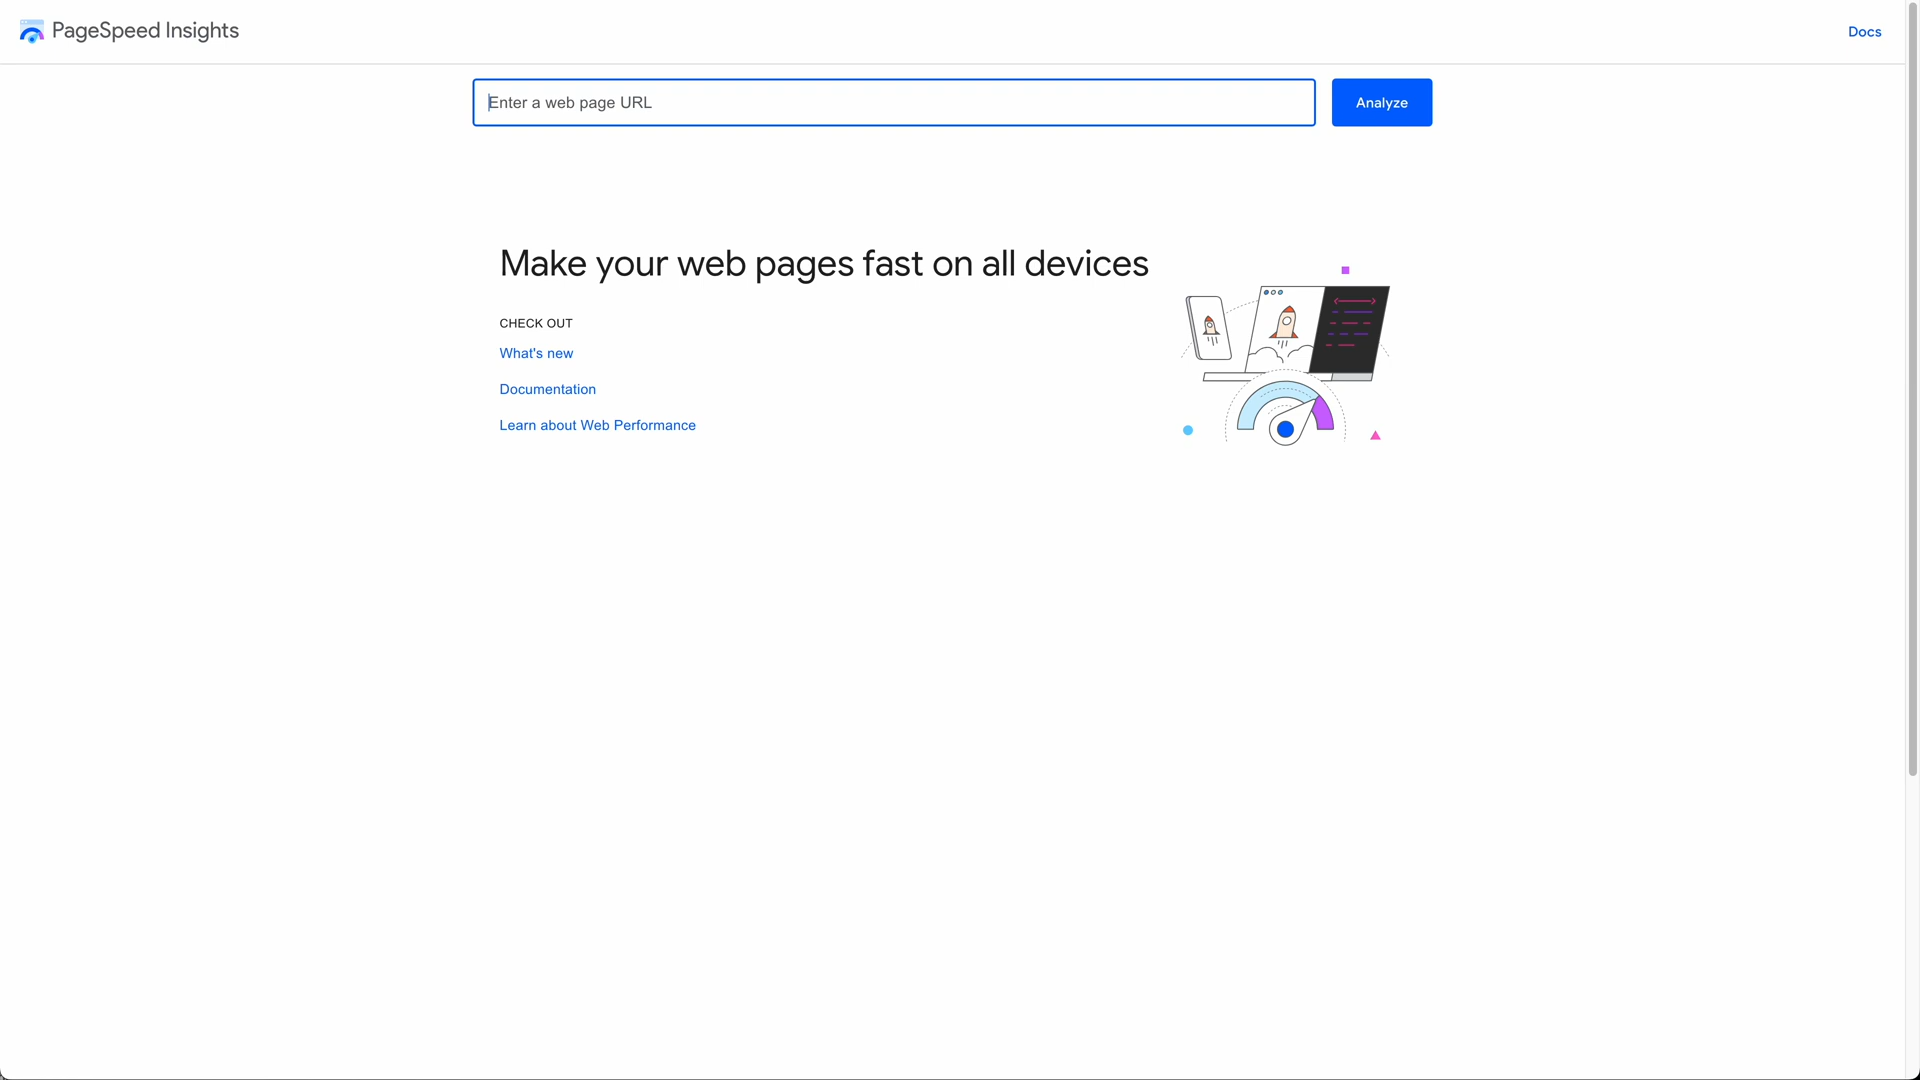 PageSpeed Insights
Docs
Enter a web page URL
Analyze
Make your web pages fast on all devices
CHECK OUT
What's new
Documentation
Learn about Web Performance